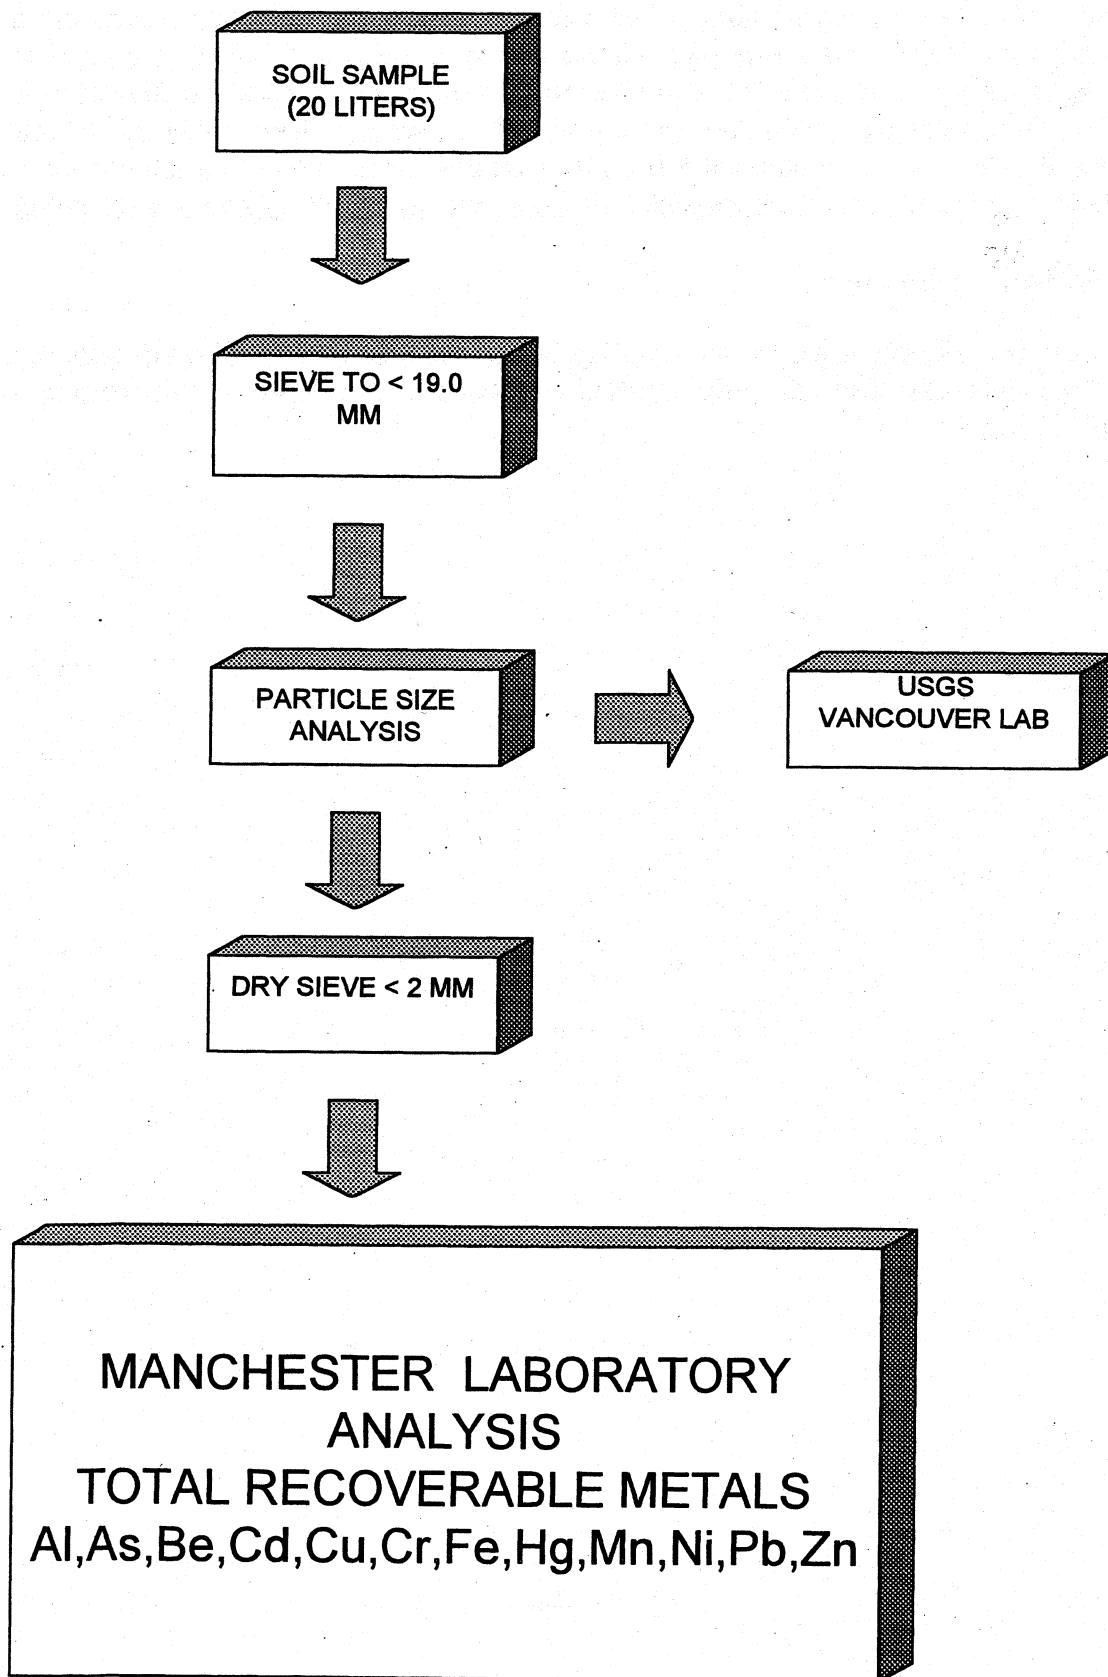 SOIL SAMPLE
(20 LITERS)
SIEVE TO < 19.0
MM
PARTICLE SIZE
ANALYSIS
USGS
VANCOUVER LAB
DRY SIEVE < 2 MM
MANCHESTER LABORATORY
ANALYSIS
TOTAL RECOVERABLE METALS
Al,As,Be,Cd,Cu,Cr,Fe,Hg,Mn,Ni,Pb,Zn